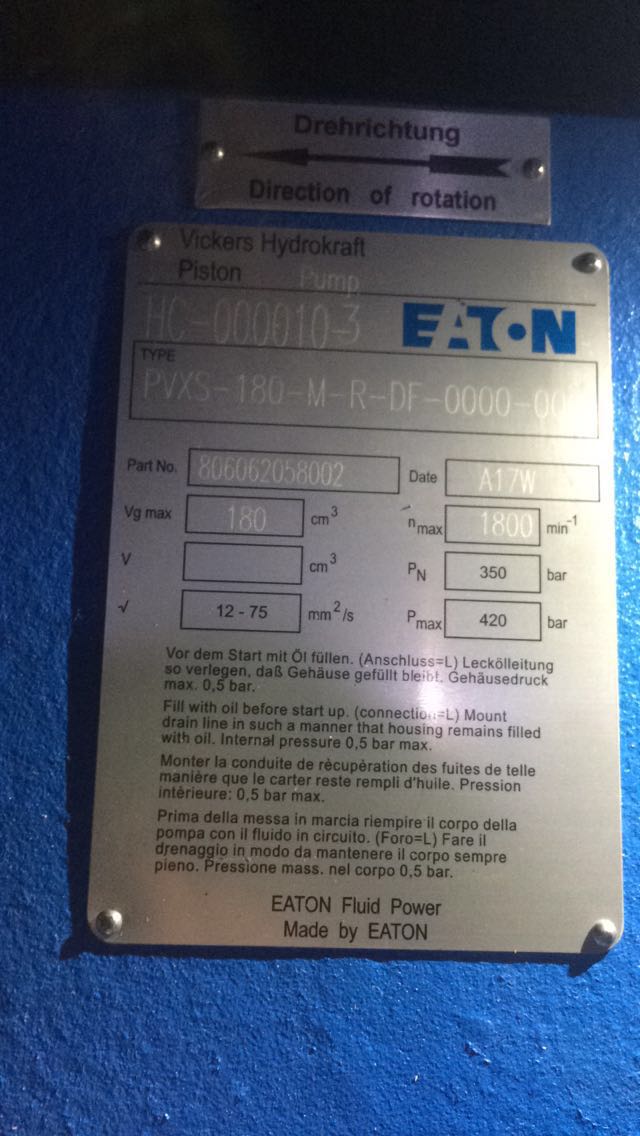 Drehrichtung
Direction of rotation
Vickers Hydrokraft
Piston Pump
HC-000010-3
EATON
TYPE
PVXS-180-M-R-DF-0000-00
Part No. 806062058002 Date A17W
Vg max 180 cm³ nmax 1800 min⁻¹
V cm³ PN 350 bar
√ 12 - 75 mm²/s Pmax 420 bar
Vor dem Start mit Öl füllen. (Anschluss=L) Leckölleitung
so verlegen, daß Gehäuse gefüllt bleibt. Gehäusedruck
max. 0,5 bar.
Fill with oil before start up. (connection=L) Mount
drain line in such a manner that housing remains filled
with oil. Internal pressure 0,5 bar max.
Monter la conduite de récupération des fuites de telle
manière que le carter reste rempli d'huile. Pression
intérieure: 0,5 bar max.
Prima della messa in marcia riempire il corpo della
pompa con il fluido in circuito. (Foro=L) Fare il
drenaggio in modo da mantenere il corpo sempre
pieno. Pressione mass. nel corpo 0,5 bar.
EATON Fluid Power
Made by EATON